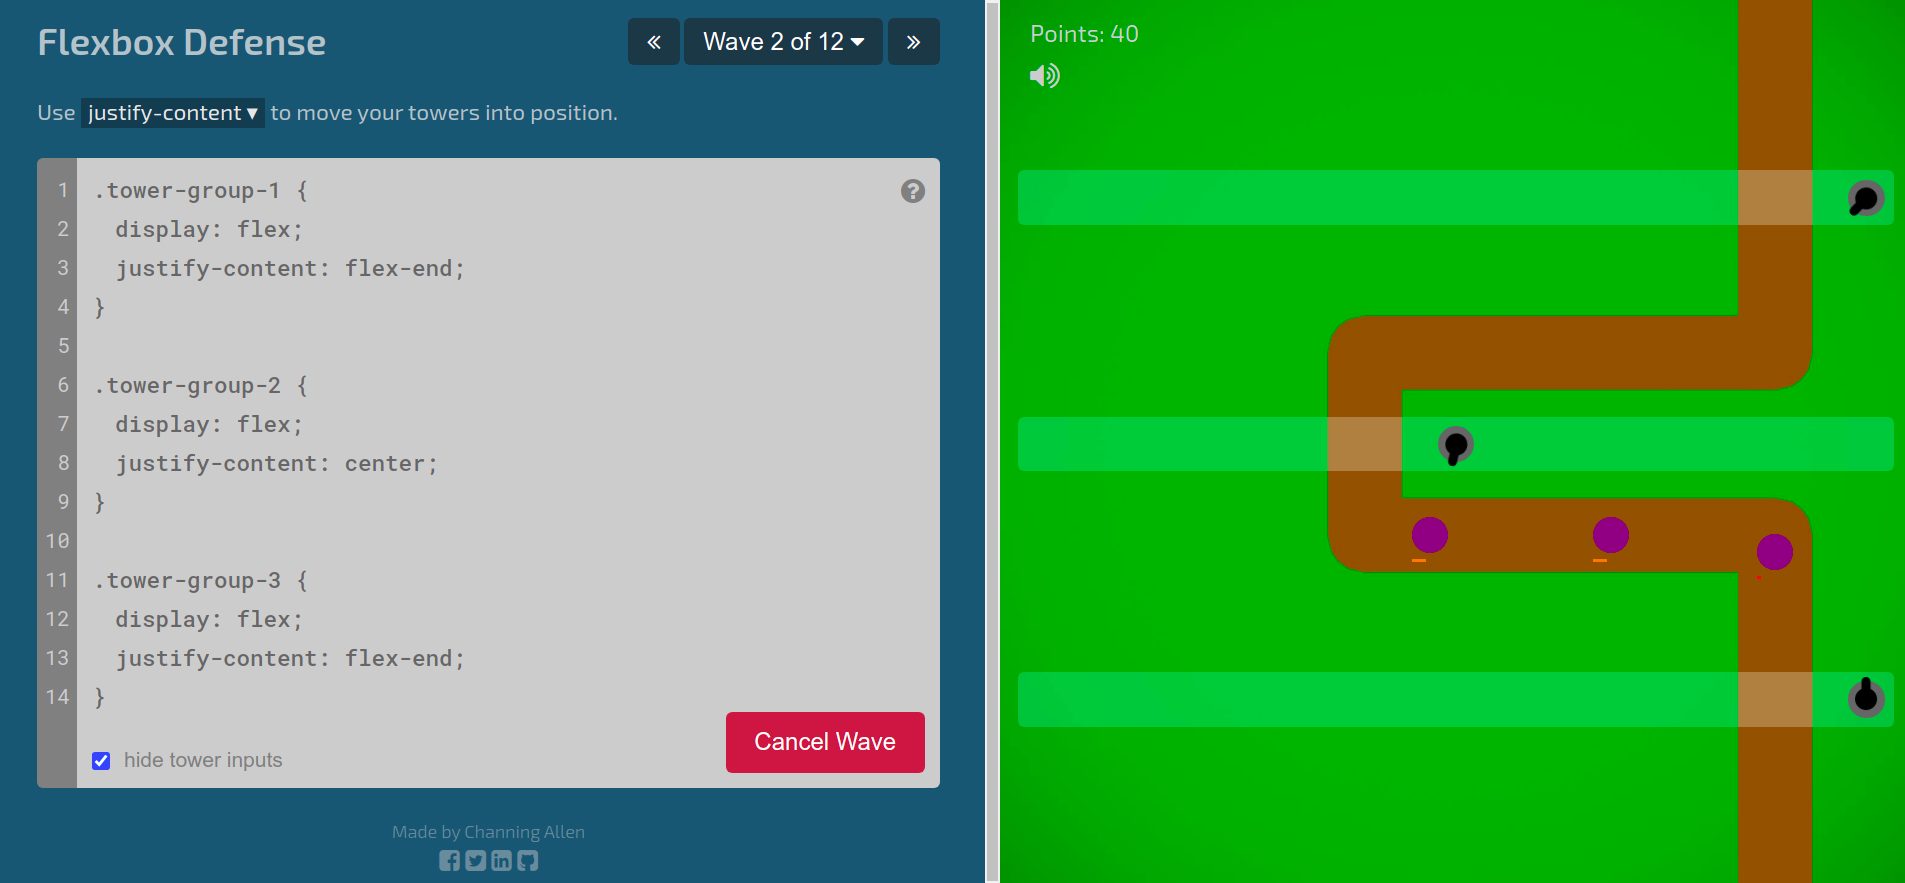 Flexbox Defense
« Wave 2 of 12 »
Use justify-content ▾ to move your towers into position.
1 .tower-group-1 {
2 display: flex;
3 justify-content: flex-end;
4 }
5
6 .tower-group-2 {
7 display: flex;
8 justify-content: center;
9 }
10
11 .tower-group-3 {
12 display: flex;
13 justify-content: flex-end;
14 }
hide tower inputs
Cancel Wave
Made by Channing Allen
Points: 40